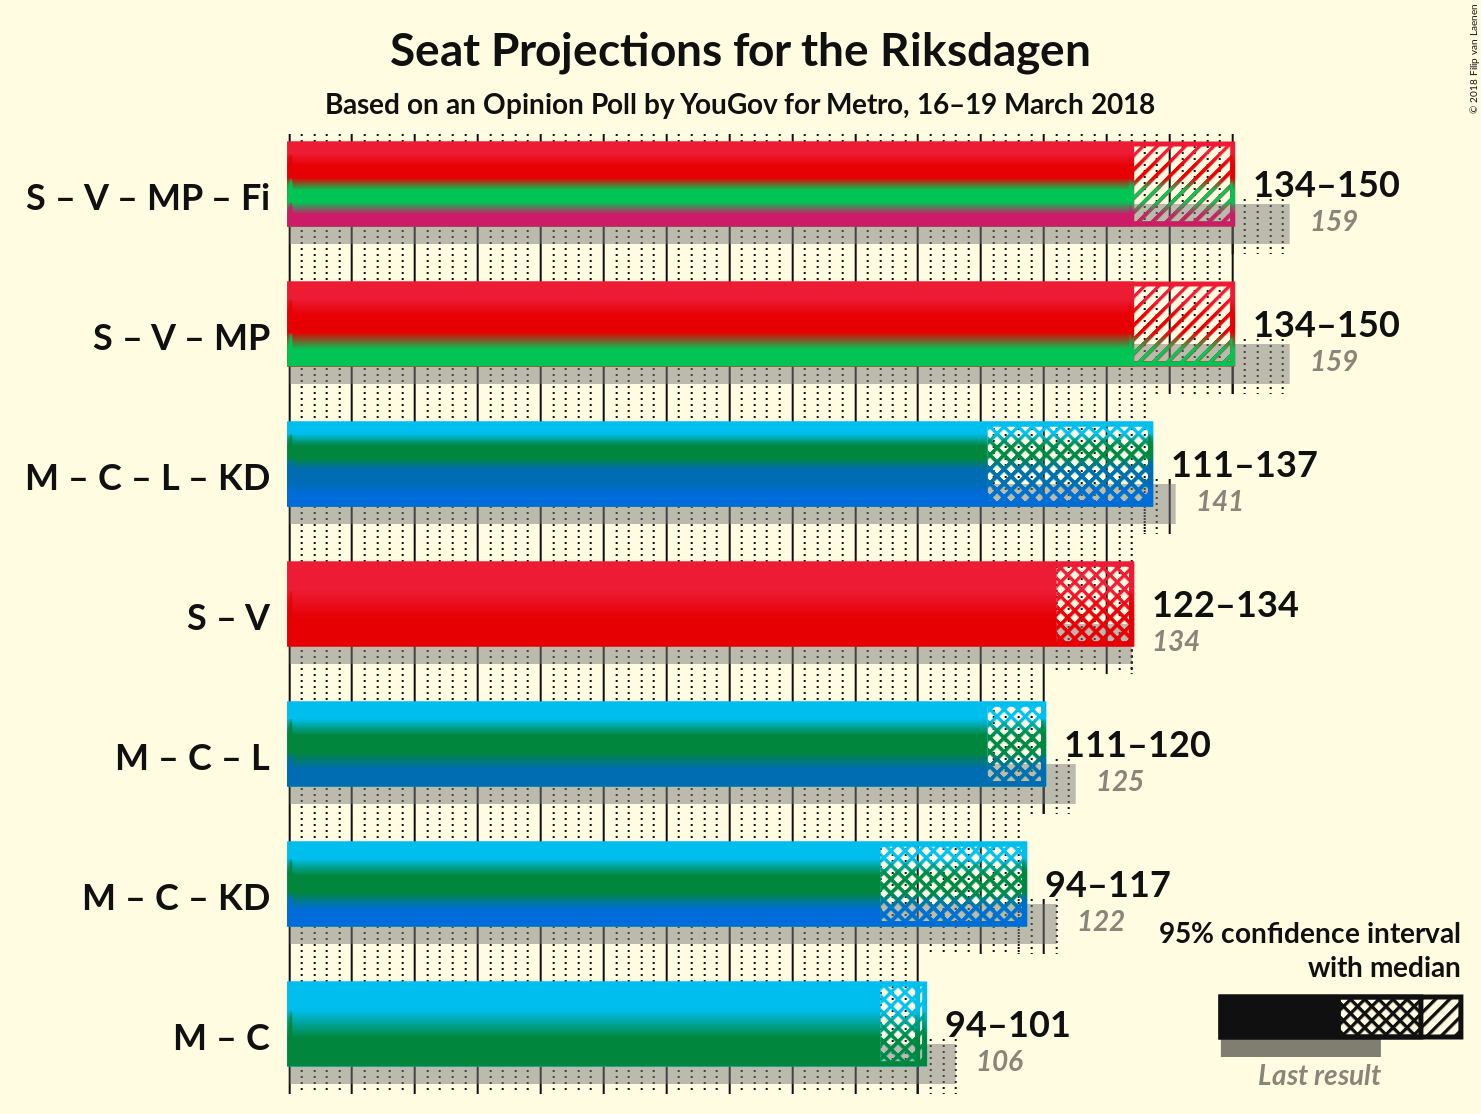 Seat Projections for the Riksdagen
Based on an Opinion Poll by YouGov for Metro, 16–19 March 2018
© 2018 Filip van Laenen
S – V – MP – Fi
134–150
159
S – V – MP
134–150
159
M – C – L – KD
111–137
141
S – V
122–134
134
M – C – L
111–120
125
M – C – KD
94–117
122
M – C
94–101
106
95% confidence interval
with median
Last result